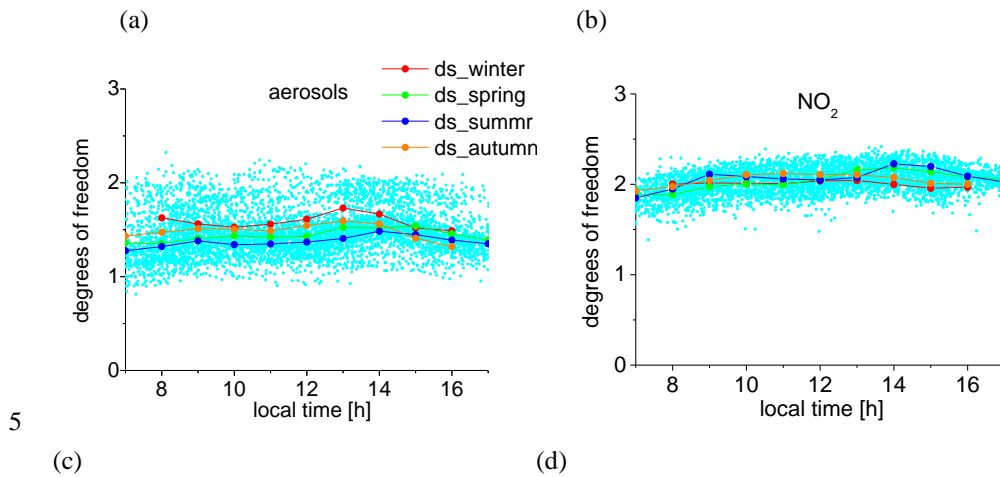 (a)
(b)
ds_winter
ds_spring
ds_summr
ds_autumn
aerosols
NO2
degrees of freedom
3
2
1
0
8
10
12
14
16
local time [h]
degrees of freedom
3
2
1
0
8
10
12
14
16
local time [h]
5
(c)
(d)